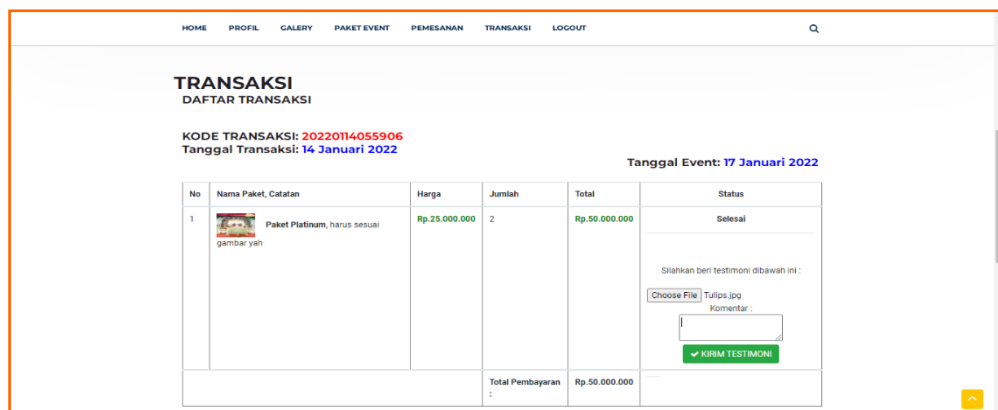 HOME PROFIL GALERY PAKET EVENT PEMESANAN TRANSAKSI LOGOUT
TRANSAKSI
DAFTAR TRANSAKSI
KODE TRANSAKSI: 20220114055906
Tanggal Transaksi: 14 Januari 2022
Tanggal Event: 17 Januari 2022
No Nama Paket, Catatan Harga Jumlah Total Status
1 Paket Platinum, harus sesuai Rp.25.000.000 2 Rp.50.000.000 Selesai
gambar yah
Silahkan beri testimoni dibawah ini :
Choose File Tulips.jpg
Komentar :
KIRIM TESTIMONI
Total Pembayaran Rp.50.000.000
: